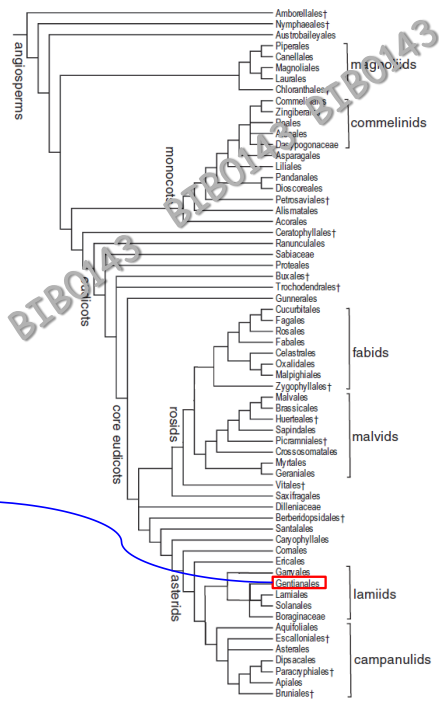 Amborellales†
Nymphaeales†
Austrobaileyales
Piperales
Canellales
Magnoliales
Laurales
magnoliids
Chloranthales†
Zingiberales
commelinids
Dasypogonaceae
Asparagales
Liliales
Pandanales
Dioscoreales
Petrosaviales†
Alismatales
Acorales
Ceratophyllales†
Ranunculales
Sabiaceae
Proteales
Buxales†
Trochodendrales†
Gunnerales
Cucurbitales
Fagales
Rosales
Fabales
Celastrales
Oxalidales
Malpighiales
Zygophyllales†
fabids
Malvales
Brassicales
Huerteales†
Sapindales
Picramniales†
Crossosomatales
Myrtales
Geraniales
malvids
Vitales†
Saxifragales
Dilleniaceae
Berberidopsidales†
Santalales
Caryophyllales
Cornales
Ericales
Garryales
Gentianales
Lamiales
Solanales
Boraginaceae
lamiids
Aquifoliales
Escalloniales†
Asterales
Dipsacales
Paracryphiales†
Apiales
Bruniales†
campanulids
angiosperms
monocots
eudicots
core eudicots
rosids
asterids
BIBO143 BIBO143 BIBO143